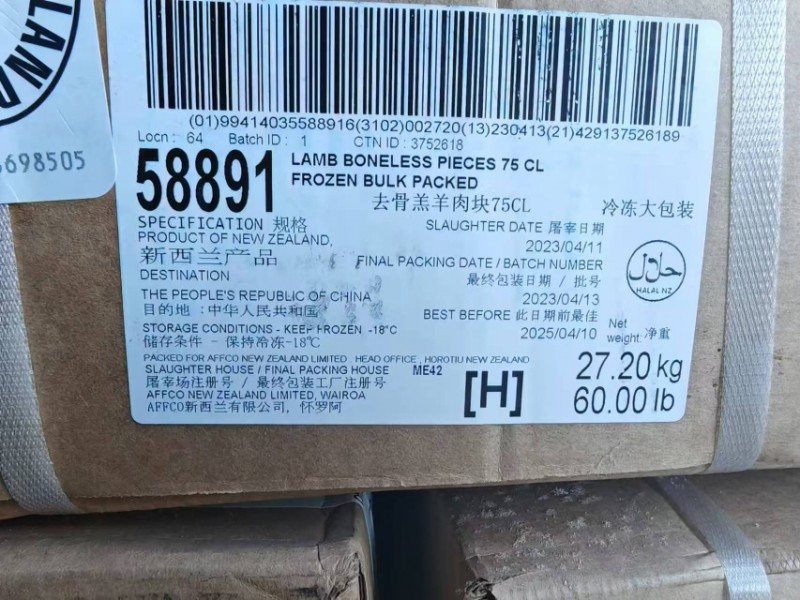 LAND
6698505
(01)99414035588916(3102)002720(13)230413(21)429137526189
Locn: 64 Batch ID: 1 CTN ID: 3752618
58891
LAMB BONELESS PIECES 75 CL
FROZEN BULK PACKED
去骨羔羊肉块75CL 冷冻大包装
SPECIFICATION 规格
PRODUCT OF NEW ZEALAND,
新西兰产品
DESTINATION
THE PEOPLE'S REPUBLIC OF CHINA
目的地:中华人民共和国
STORAGE CONDITIONS - KEEP FROZEN -18°C
储存条件 - 保持冷冻-18℃
SLAUGHTER DATE 屠宰日期
2023/04/11
FINAL PACKING DATE / BATCH NUMBER
最终包装日期 / 批号
2023/04/13
BEST BEFORE 此日期前最佳
2025/04/10
حلال
HALAL NZ
Net
weight: 净重
27.20 kg
60.00 lb
PACKED FOR AFFCO NEW ZEALAND LIMITED HEAD OFFICE, HOROTIU NEW ZEALAND
SLAUGHTER HOUSE / FINAL PACKING HOUSE ME42
屠宰场注册号 / 最终包装工厂注册号
AFFCO NEW ZEALAND LIMITED, WAIROA
AFFCO新西兰有限公司, 怀罗阿
[H]